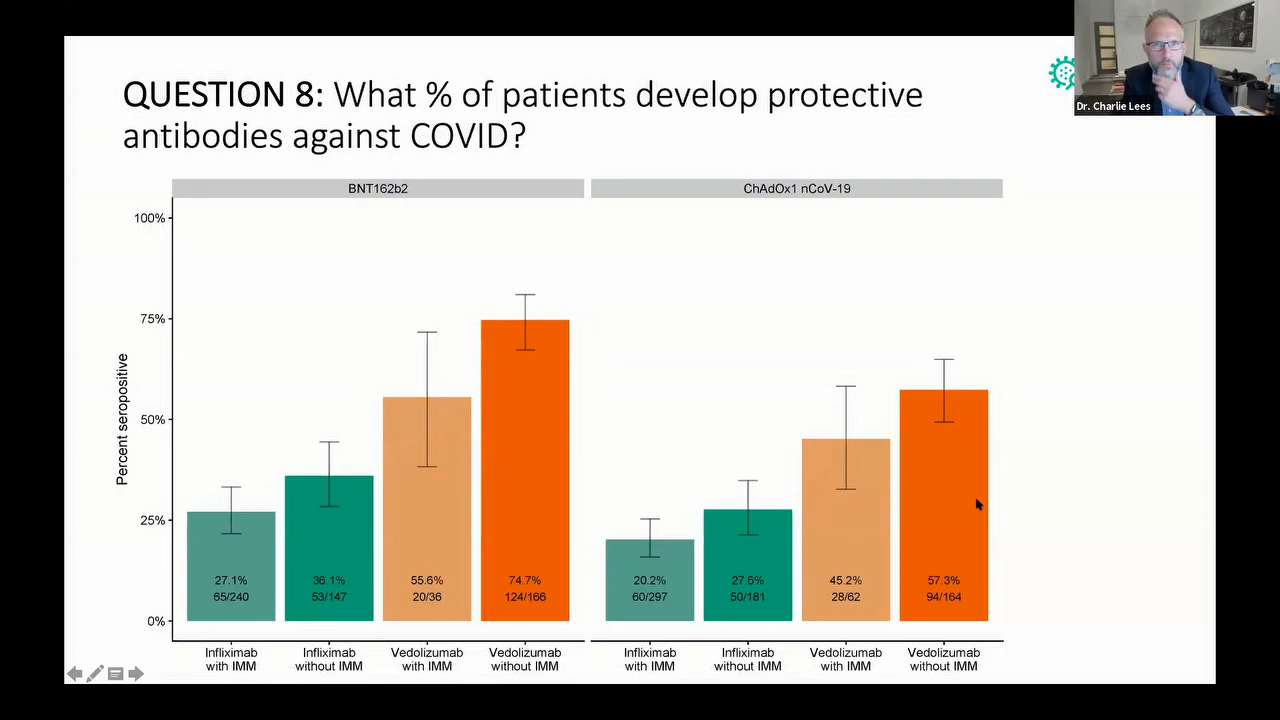 QUESTION 8: What % of patients develop protective
antibodies against COVID?
Dr. Charlie Lees
BNT162b2
ChAdOx1 nCoV-19
Percent seropositive
100%
75%
50%
25%
0%
27.1%
65/240
36.1%
53/147
55.6%
20/36
74.7%
124/166
20.2%
60/297
27.6%
50/181
45.2%
28/62
57.3%
94/164
Infliximab
with IMM
Infliximab
without IMM
Vedolizumab
with IMM
Vedolizumab
without IMM
Infliximab
with IMM
Infliximab
without IMM
Vedolizumab
with IMM
Vedolizumab
without IMM